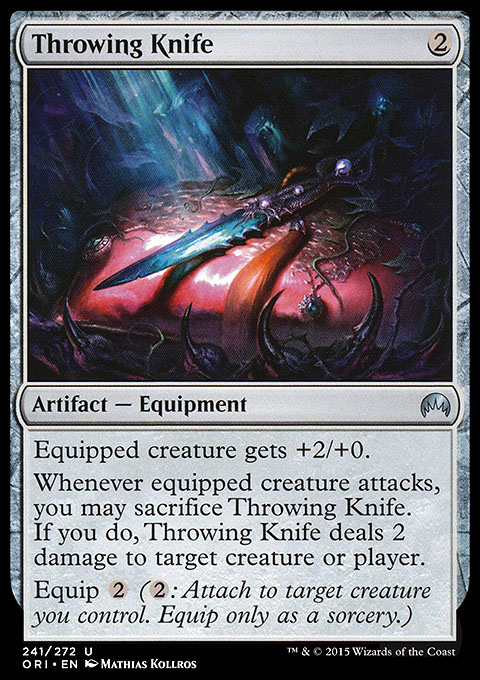 Throwing Knife 2
Artifact — Equipment
Equipped creature gets +2/+0.
Whenever equipped creature attacks,
you may sacrifice Throwing Knife.
If you do, Throwing Knife deals 2
damage to target creature or player.
Equip 2 (2: Attach to target creature
you control. Equip only as a sorcery.)
241/272 U
ORI • EN Mathias Kollros
™ & © 2015 Wizards of the Coast